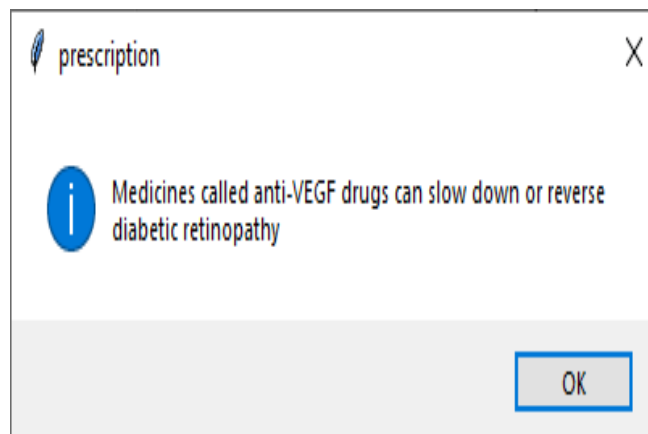 prescription
Medicines called anti-VEGF drugs can slow down or reverse
diabetic retinopathy
OK